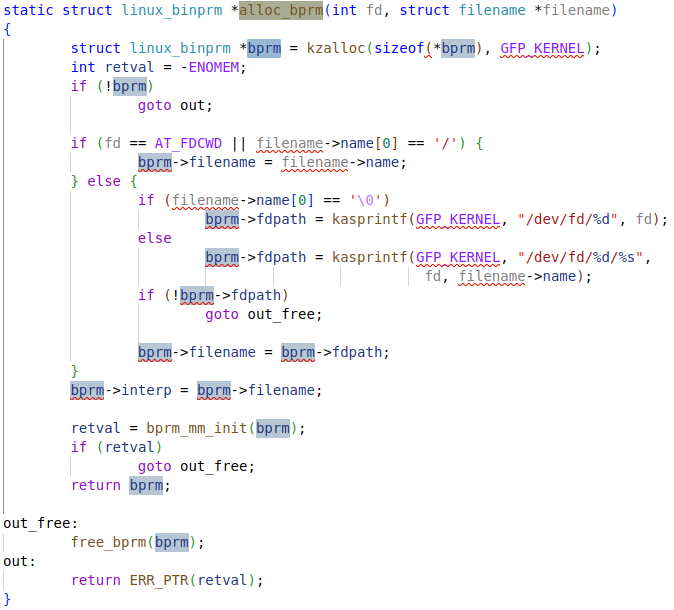 static struct linux_binprm *alloc_bprm(int fd, struct filename *filename)
{
struct linux_binprm *bprm = kzalloc(sizeof(*bprm), GFP_KERNEL);
int retval = -ENOMEM;
if (!bprm)
goto out;
if (fd == AT_FDCWD || filename->name[0] == '/') {
bprm->filename = filename->name;
} else {
if (filename->name[0] == '\0')
bprm->fdpath = kasprintf(GFP_KERNEL, "/dev/fd/%d", fd);
else
bprm->fdpath = kasprintf(GFP_KERNEL, "/dev/fd/%d/%s",
fd, filename->name);
if (!bprm->fdpath)
goto out_free;
bprm->filename = bprm->fdpath;
}
bprm->interp = bprm->filename;
retval = bprm_mm_init(bprm);
if (retval)
goto out_free;
return bprm;
out_free:
free_bprm(bprm);
out:
return ERR_PTR(retval);
}